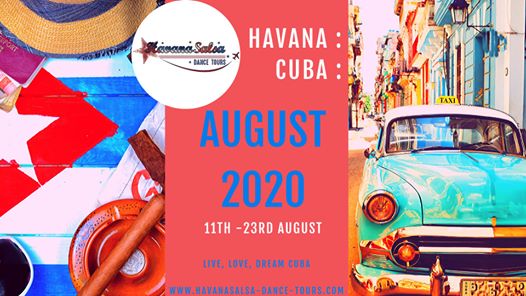 HavanaSalsa
• DANCE TOURS
HAVANA :
CUBA :
AUGUST
2020
11TH -23RD AUGUST
LIVE, LOVE, DREAM CUBA
WWW.HAVANASALSA-DANCE-TOURS.COM
TAXI
PASSPORT